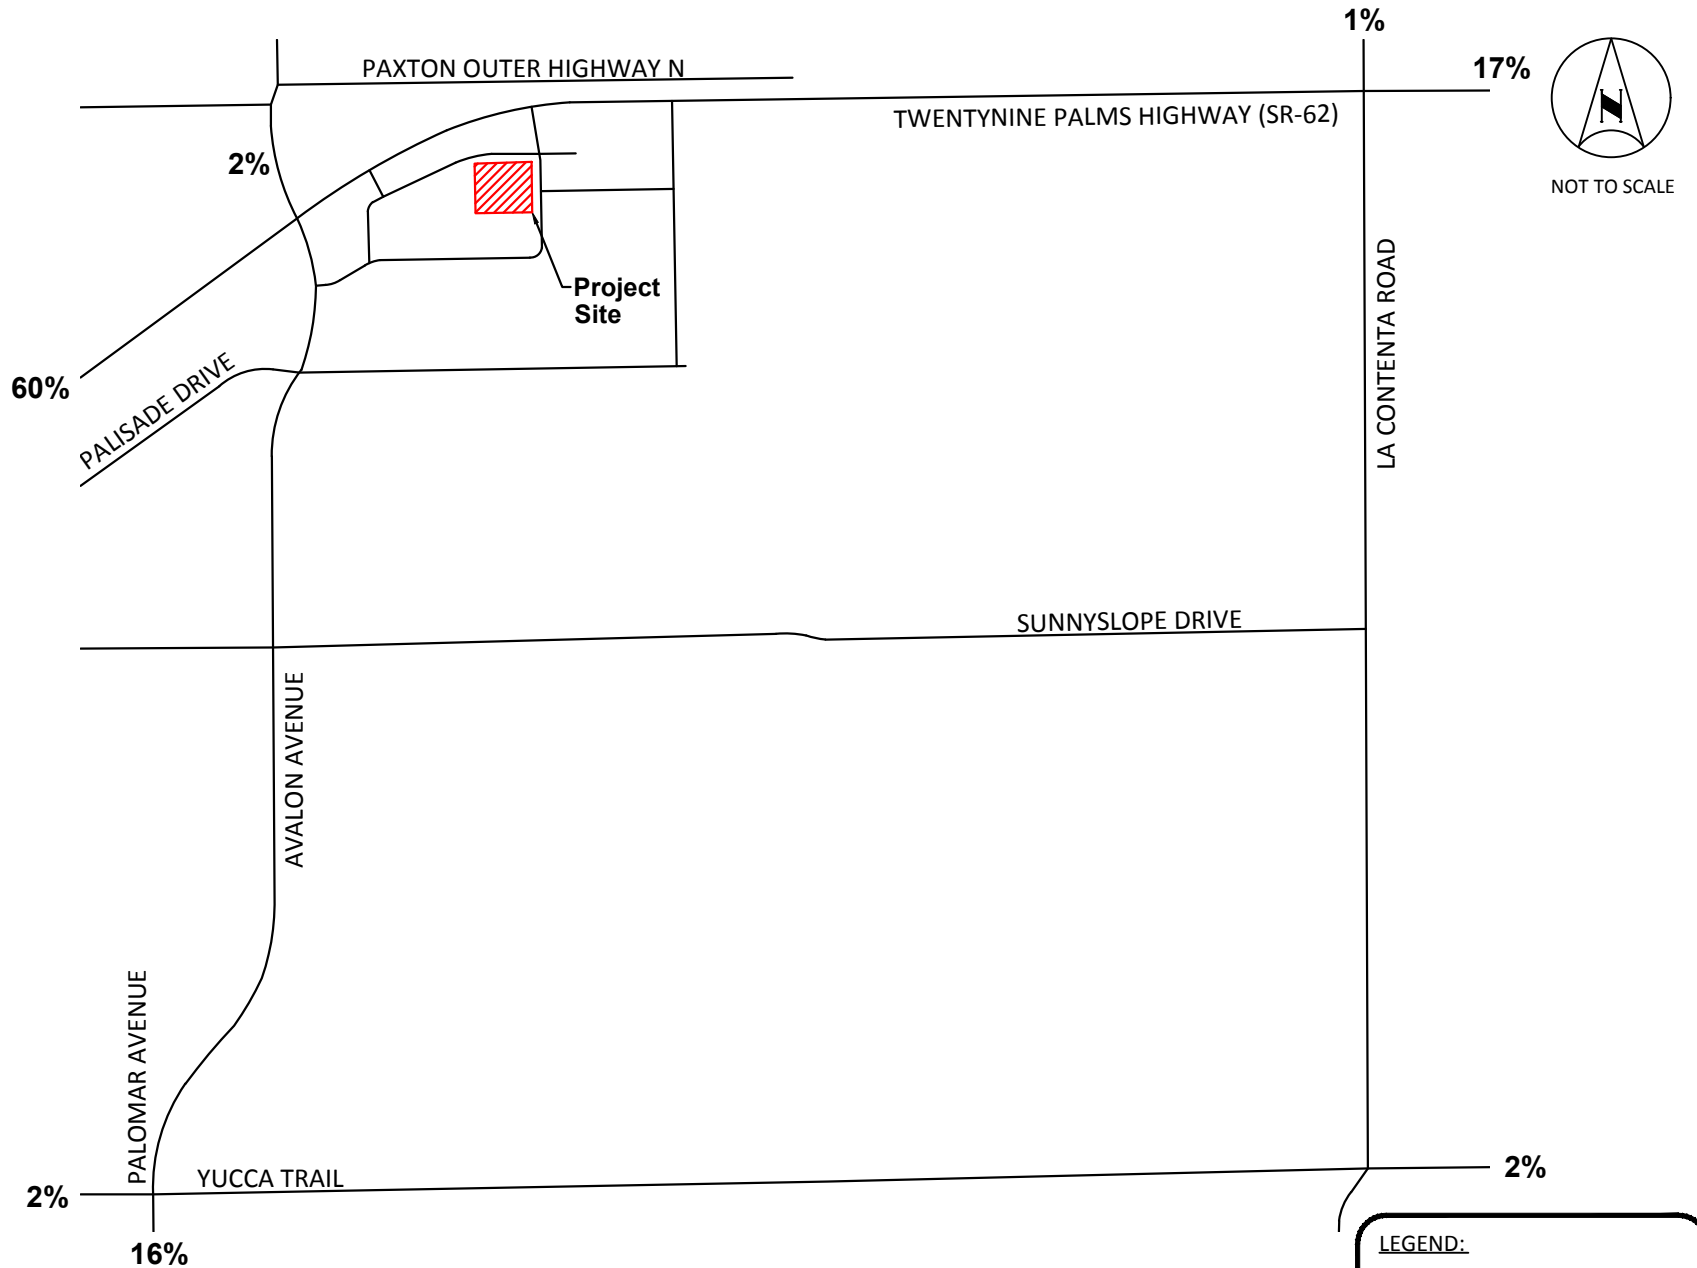 1%
17%
PAXTON OUTER HIGHWAY N
TWENTYNINE PALMS HIGHWAY (SR-62)
N
NOT TO SCALE
2%
Project
Site
LA CONTENTA ROAD
60%
PALISADE DRIVE
SUNNYSLOPE DRIVE
AVALON AVENUE
PALOMAR AVENUE
YUCCA TRAIL
2%
2%
16%
LEGEND: